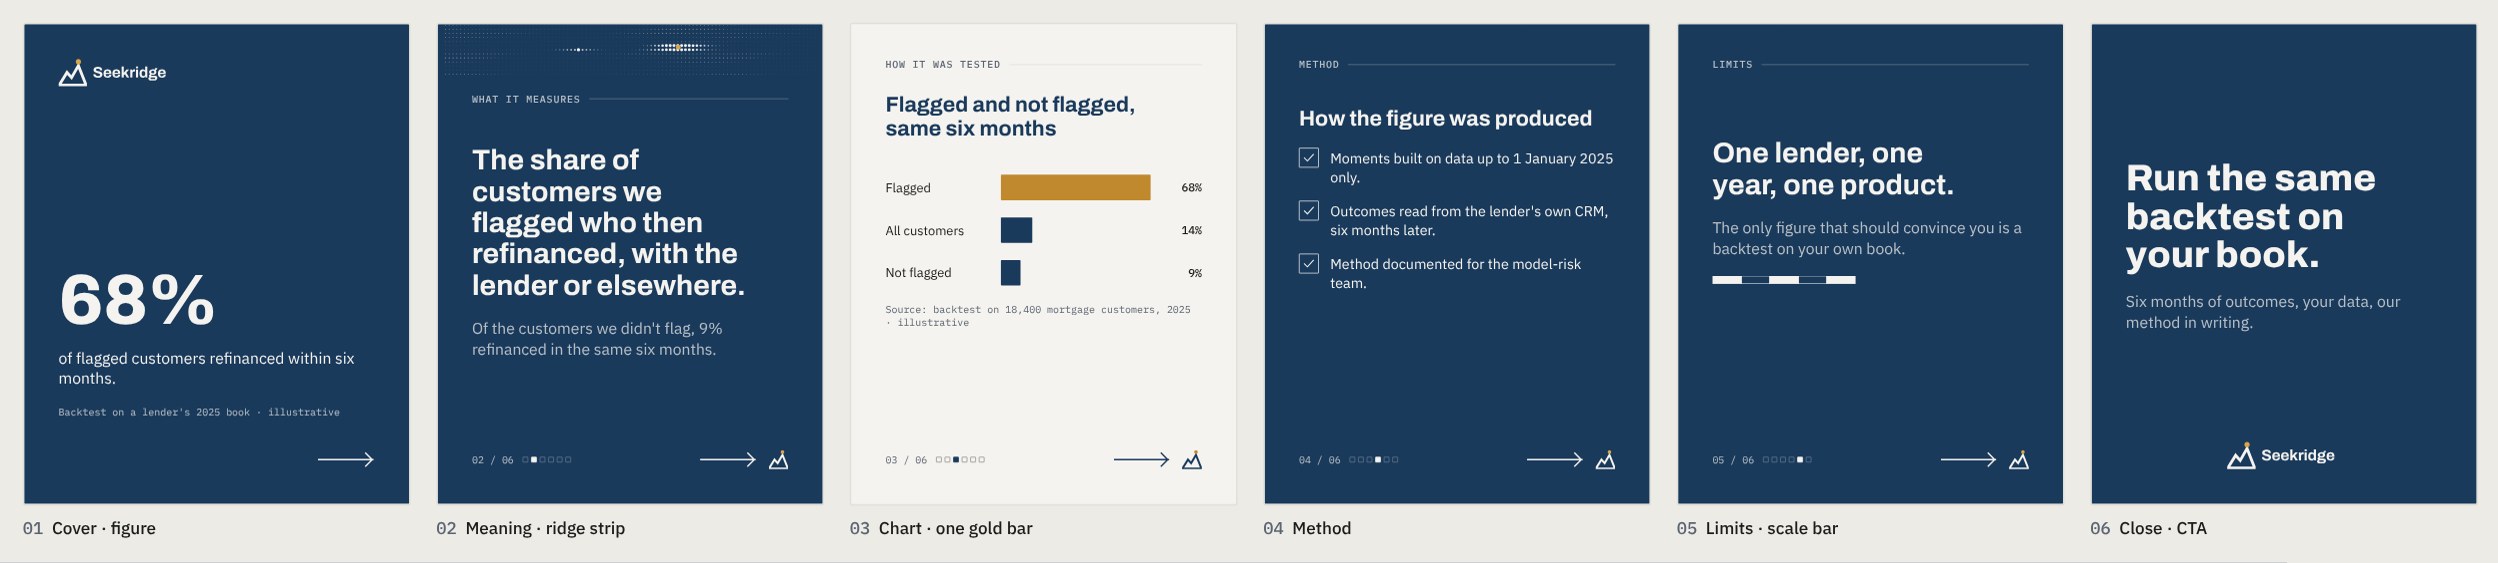 Seekridge
68%
of flagged customers refinanced within six
months.
Backtest on a lender's 2025 book · illustrative
01 Cover · figure
WHAT IT MEASURES
The share of
customers we
flagged who then
refinanced, with the
lender or elsewhere.
Of the customers we didn't flag, 9%
refinanced in the same six months.
02 / 06
02 Meaning · ridge strip
HOW IT WAS TESTED
Flagged and not flagged,
same six months
Flagged 68%
All customers 14%
Not flagged 9%
Source: backtest on 18,400 mortgage customers, 2025
· illustrative
03 / 06
03 Chart · one gold bar
METHOD
How the figure was produced
Moments built on data up to 1 January 2025
only.
Outcomes read from the lender's own CRM,
six months later.
Method documented for the model-risk
team.
04 / 06
04 Method
LIMITS
One lender, one
year, one product.
The only figure that should convince you is a
backtest on your own book.
05 / 06
05 Limits · scale bar
Run the same
backtest on
your book.
Six months of outcomes, your data, our
method in writing.
Seekridge
06 Close · CTA